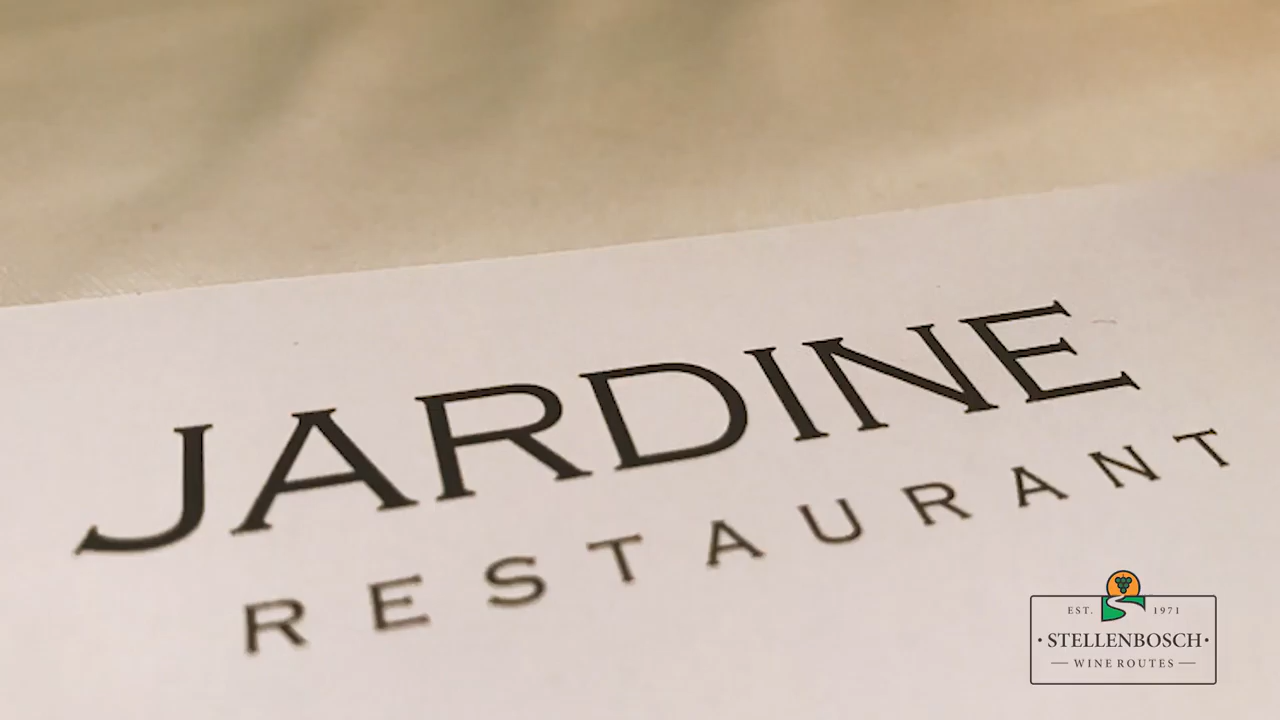 JARDINE
RESTAURANT
EST. 1971
·STELLENBOSCH·
— WINE ROUTES —